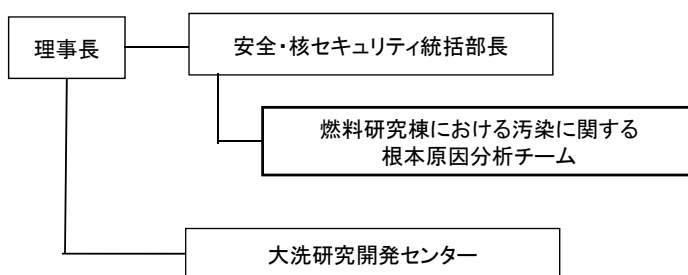 理事長
安全・核セキュリティ統括部長
燃料研究棟における汚染に関する
根本原因分析チーム
大洗研究開発センター